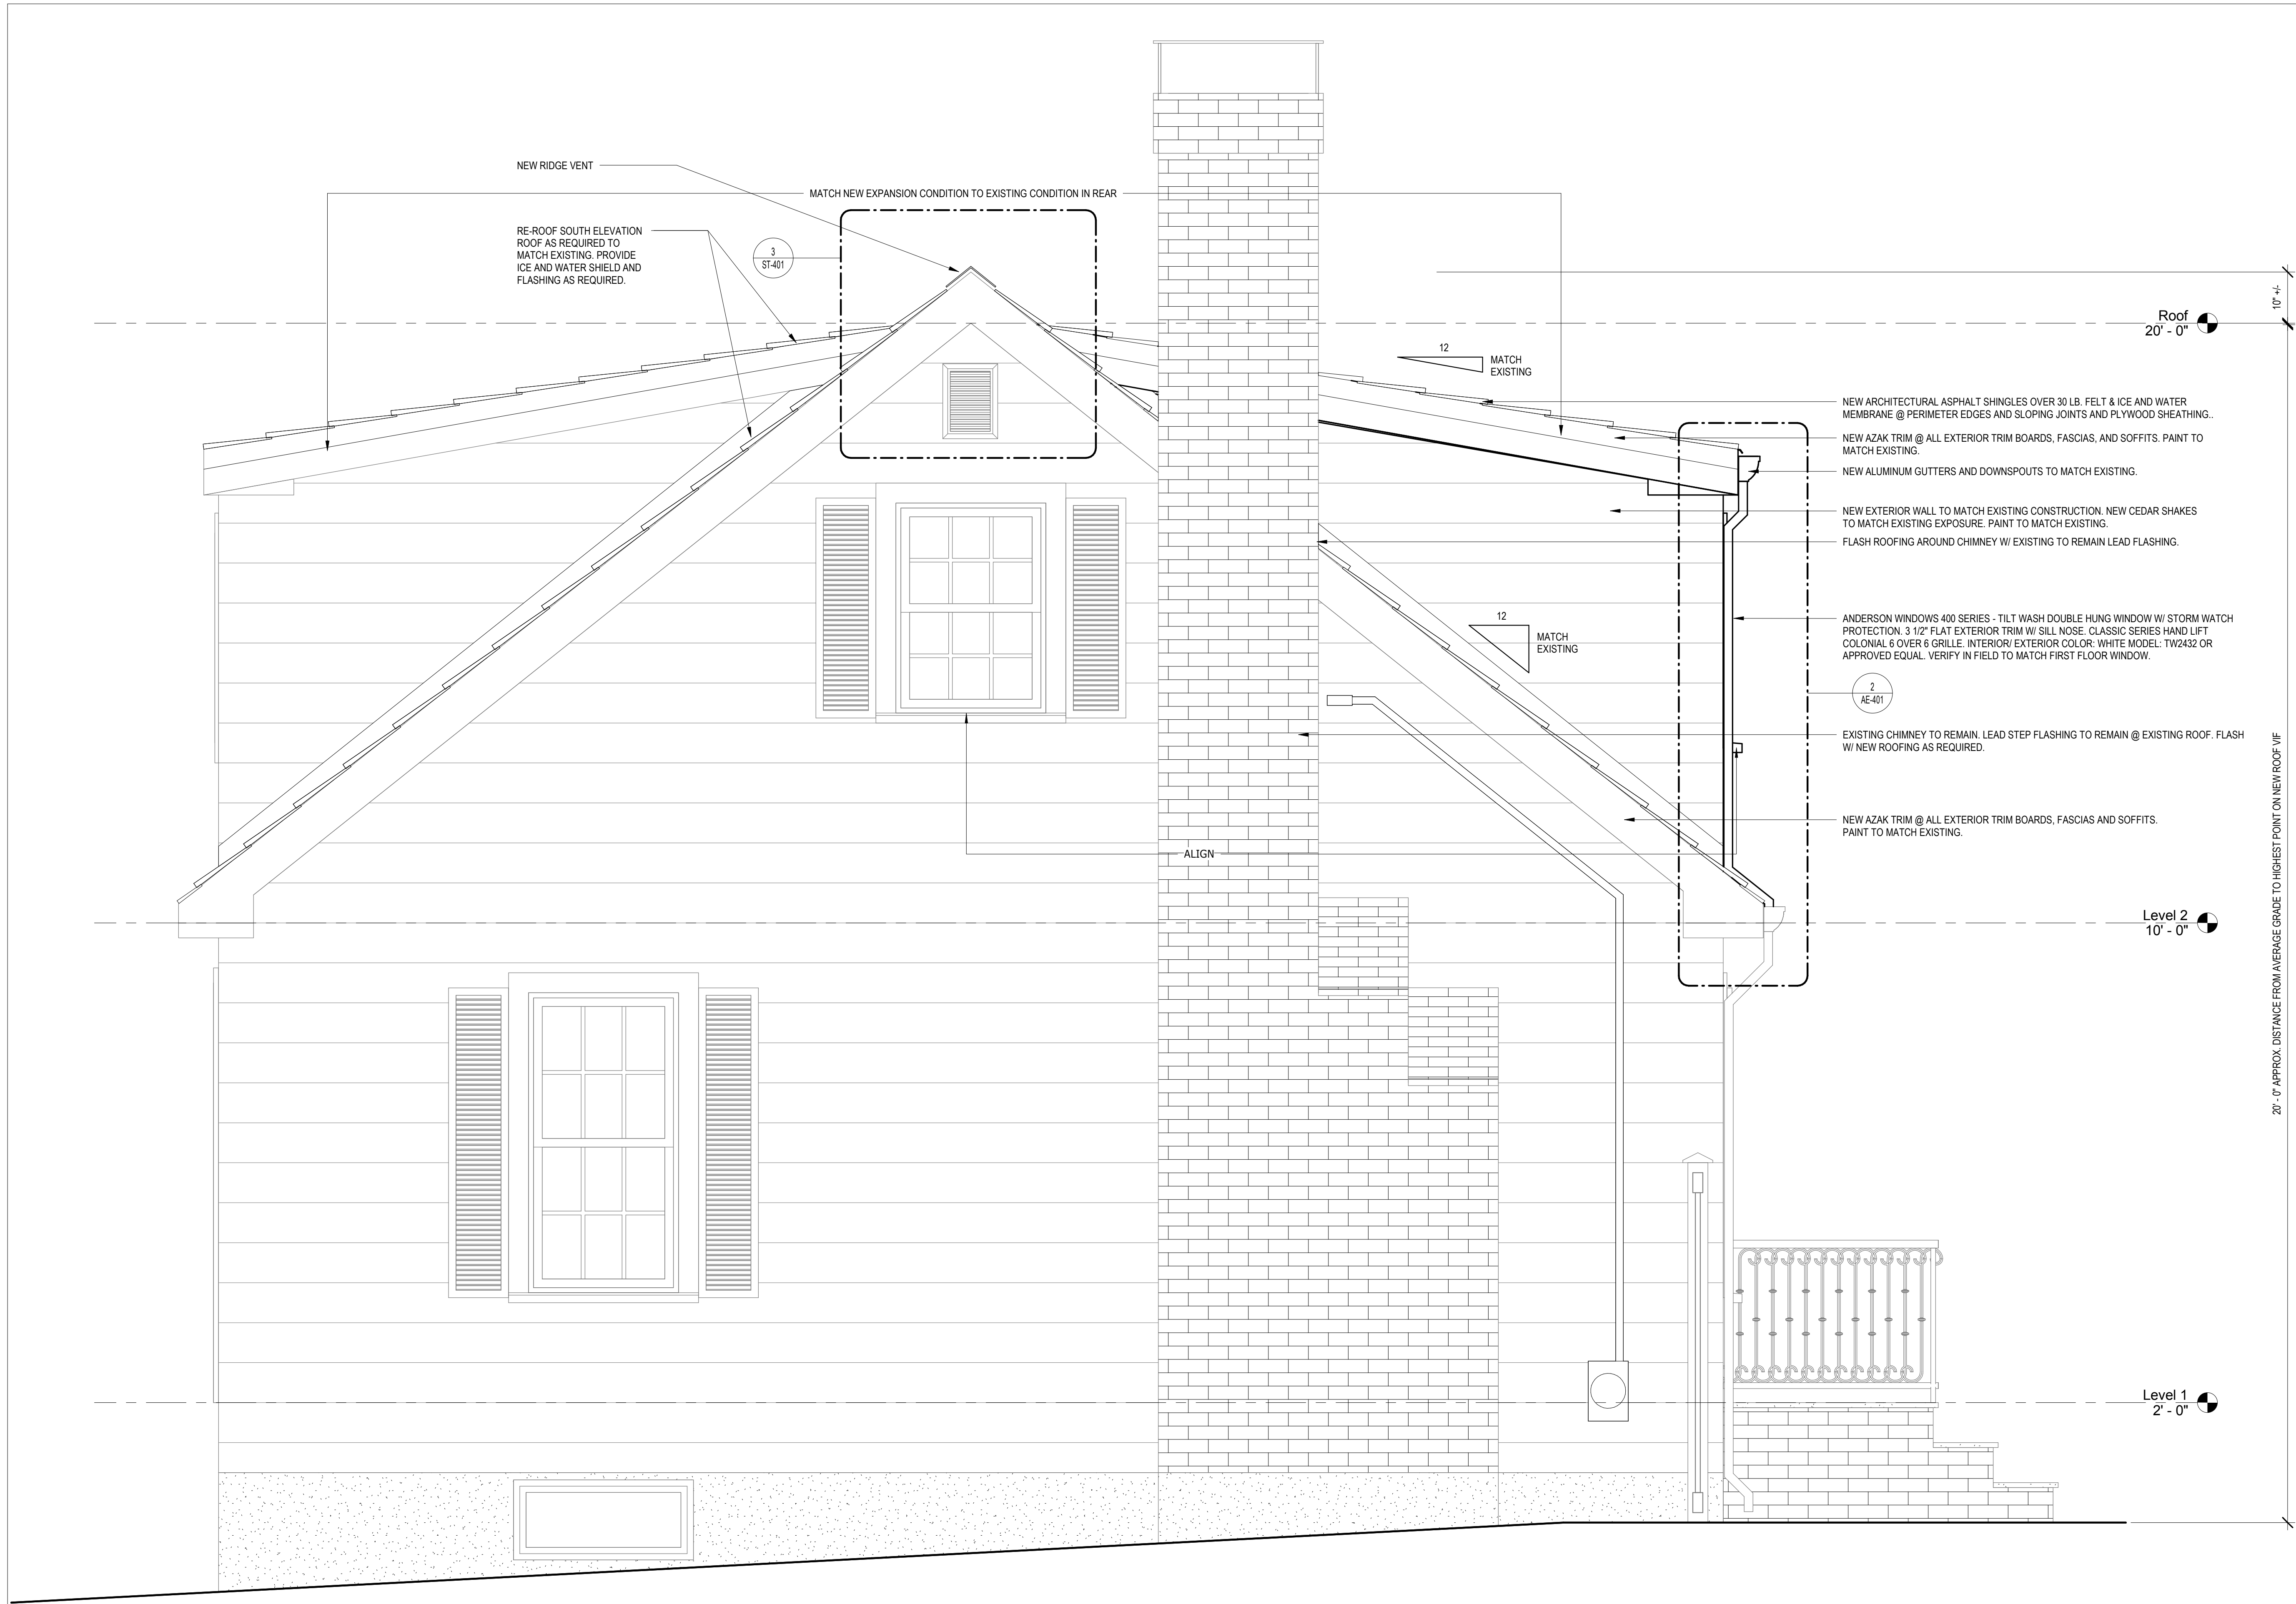 NEW RIDGE VENT
MATCH NEW EXPANSION CONDITION TO EXISTING CONDITION IN REAR
RE-ROOF SOUTH ELEVATION
ROOF AS REQUIRED TO
MATCH EXISTING. PROVIDE
ICE AND WATER SHIELD AND
FLASHING AS REQUIRED.
3
ST-401
10" +/-
Roof
20' - 0"
12
MATCH
EXISTING
NEW ARCHITECTURAL ASPHALT SHINGLES OVER 30 LB. FELT & ICE AND WATER
MEMBRANE @ PERIMETER EDGES AND SLOPING JOINTS AND PLYWOOD SHEATHING..
NEW AZAK TRIM @ ALL EXTERIOR TRIM BOARDS, FASCIAS, AND SOFFITS. PAINT TO
MATCH EXISTING.
NEW ALUMINUM GUTTERS AND DOWNSPOUTS TO MATCH EXISTING.
NEW EXTERIOR WALL TO MATCH EXISTING CONSTRUCTION. NEW CEDAR SHAKES
TO MATCH EXISTING EXPOSURE. PAINT TO MATCH EXISTING.
FLASH ROOFING AROUND CHIMNEY W/ EXISTING TO REMAIN LEAD FLASHING.
12
MATCH
EXISTING
ANDERSON WINDOWS 400 SERIES - TILT WASH DOUBLE HUNG WINDOW W/ STORM WATCH
PROTECTION. 3 1/2" FLAT EXTERIOR TRIM W/ SILL NOSE. CLASSIC SERIES HAND LIFT
COLONIAL 6 OVER 6 GRILLE. INTERIOR/ EXTERIOR COLOR: WHITE MODEL: TW2432 OR
APPROVED EQUAL. VERIFY IN FIELD TO MATCH FIRST FLOOR WINDOW.
2
AE-401
EXISTING CHIMNEY TO REMAIN. LEAD STEP FLASHING TO REMAIN @ EXISTING ROOF. FLASH
W/ NEW ROOFING AS REQUIRED.
NEW AZAK TRIM @ ALL EXTERIOR TRIM BOARDS, FASCIAS AND SOFFITS.
PAINT TO MATCH EXISTING.
ALIGN
Level 2
10' - 0"
20' - 0" APPROX. DISTANCE FROM AVERAGE GRADE TO HIGHEST POINT ON NEW ROOF VIF
Level 1
2' - 0"